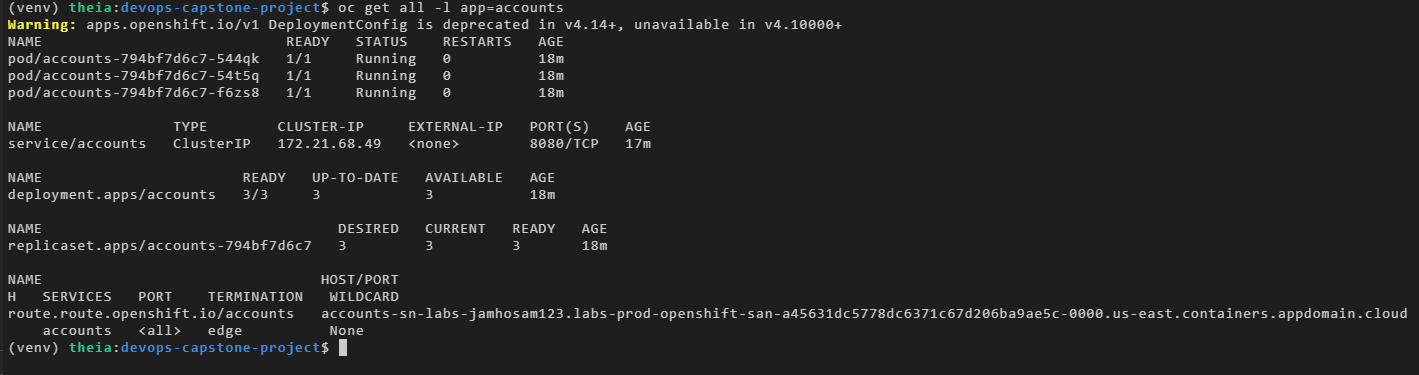 (venv) theia:devops-capstone-project$ oc get all -l app=accounts
Warning: apps.openshift.io/v1 DeploymentConfig is deprecated in v4.14+, unavailable in v4.10000+
NAME                            READY   STATUS    RESTARTS   AGE
pod/accounts-794bf7d6c7-544qk   1/1     Running   0          18m
pod/accounts-794bf7d6c7-54t5q   1/1     Running   0          18m
pod/accounts-794bf7d6c7-f6zs8   1/1     Running   0          18m
NAME               TYPE        CLUSTER-IP     EXTERNAL-IP   PORT(S)    AGE
service/accounts   ClusterIP   172.21.68.49   <none>        8080/TCP   17m
NAME                       READY   UP-TO-DATE   AVAILABLE   AGE
deployment.apps/accounts   3/3     3            3           18m
NAME                                  DESIRED   CURRENT   READY   AGE
replicaset.apps/accounts-794bf7d6c7   3         3         3       18m
NAME                                HOST/PORT
H   SERVICES   PORT    TERMINATION   WILDCARD
route.route.openshift.io/accounts   accounts-sn-labs-jamhosam123.labs-prod-openshift-san-a45631dc5778dc6371c67d206ba9ae5c-0000.us-east.containers.appdomain.cloud
    accounts   <all>   edge          None
(venv) theia:devops-capstone-project$